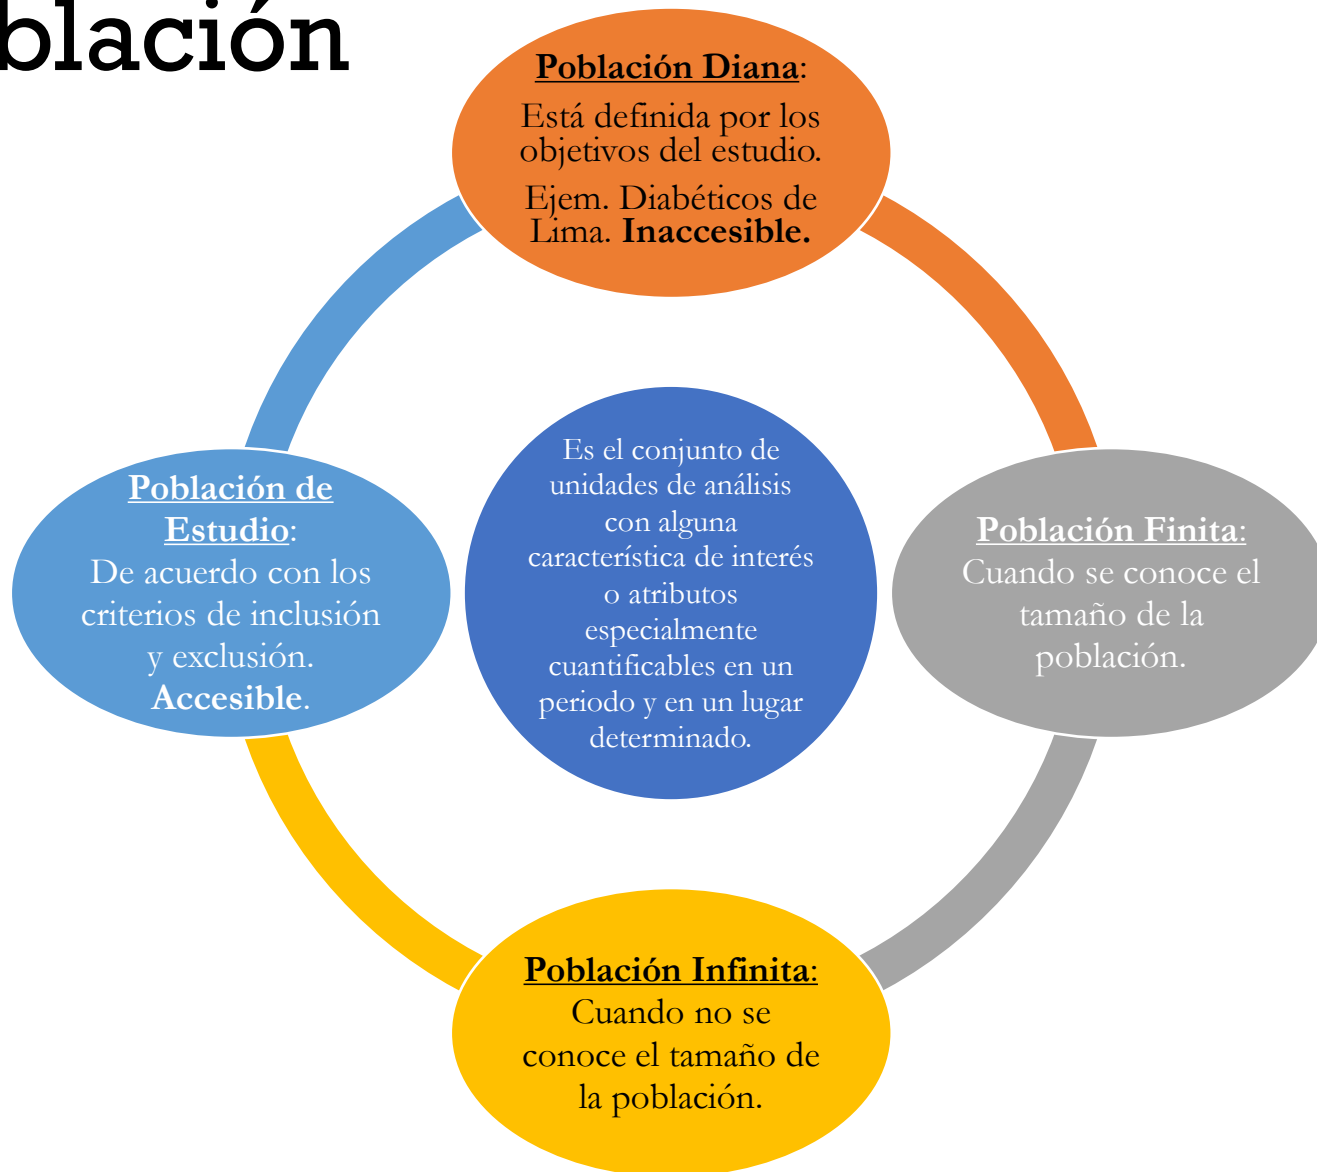 blación
Población Diana:
Está definida por los
objetivos del estudio.
Ejem. Diabéticos de
Lima. Inaccesible.
Población de
Estudio:
De acuerdo con los
criterios de inclusión
y exclusión.
Accesible.
Es el conjunto de
unidades de análisis
con alguna
característica de interés
o atributos
especialmente
cuantificables en un
periodo y en un lugar
determinado.
Población Finita:
Cuando se conoce el
tamaño de la
población.
Población Infinita:
Cuando no se
conoce el tamaño de
la población.